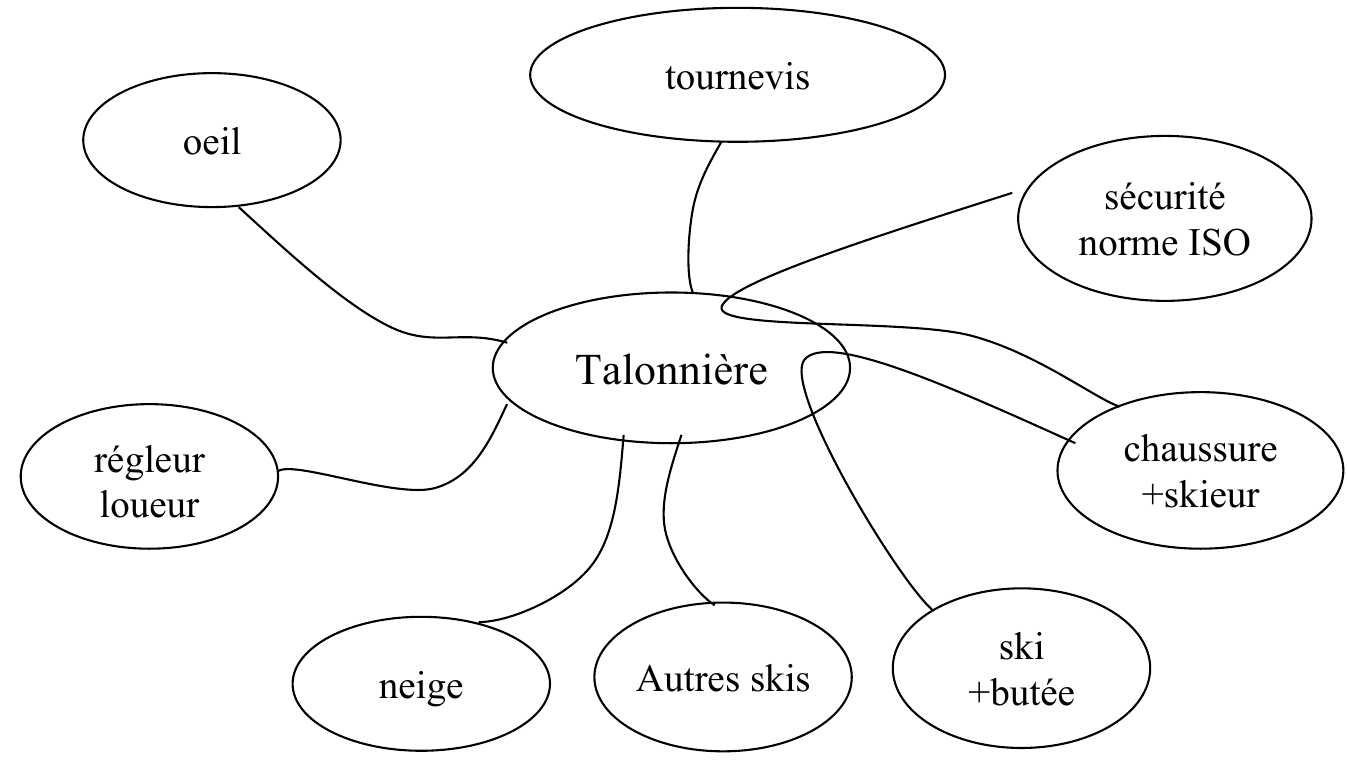 tournevis
oeil
sécurité
norme ISO
Talonnière
régleur
loueur
chaussure
+skieur
neige
Autres skis
ski
+butée